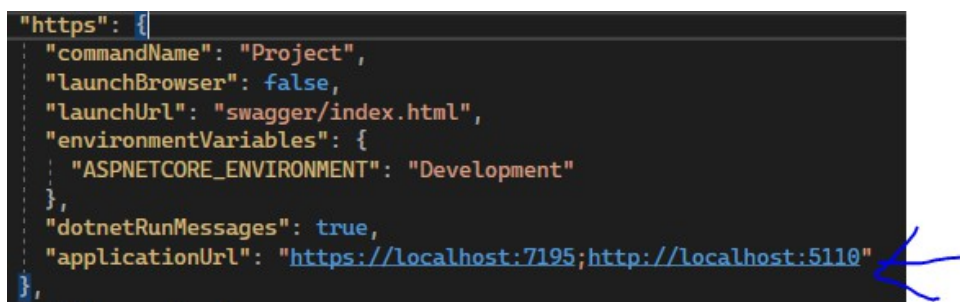 "https": {
"commandName": "Project",
"launchBrowser": false,
"launchUrl": "swagger/index.html",
"environmentVariables": {
"ASPNETCORE_ENVIRONMENT": "Development"
},
"dotnetRunMessages": true,
"applicationUrl": "https://localhost:7195;http://localhost:5110"
},